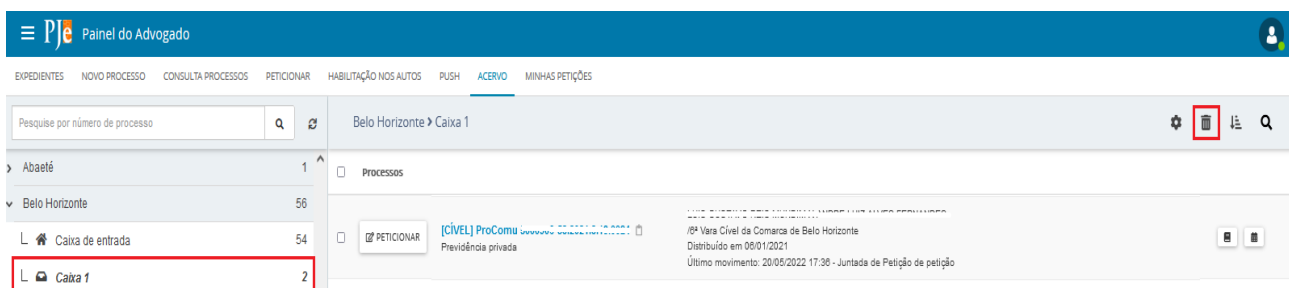 PJe Painel do Advogado
EXPEDIENTES NOVO PROCESSO CONSULTA PROCESSOS PETICIONAR HABILITAÇÃO NOS AUTOS PUSH ACERVO MINHAS PETIÇÕES
Pesquise por número de processo
Belo Horizonte > Caixa 1
Abaeté 1
Processos
Belo Horizonte 56
Caixa de entrada 54
PETICIONAR
[CÍVEL] ProComu
Previdência privada
/6ª Vara Cível da Comarca de Belo Horizonte
Distribuído em 06/01/2021
Último movimento: 20/05/2022 17:36 - Juntada de Petição de petição
Caixa 1 2